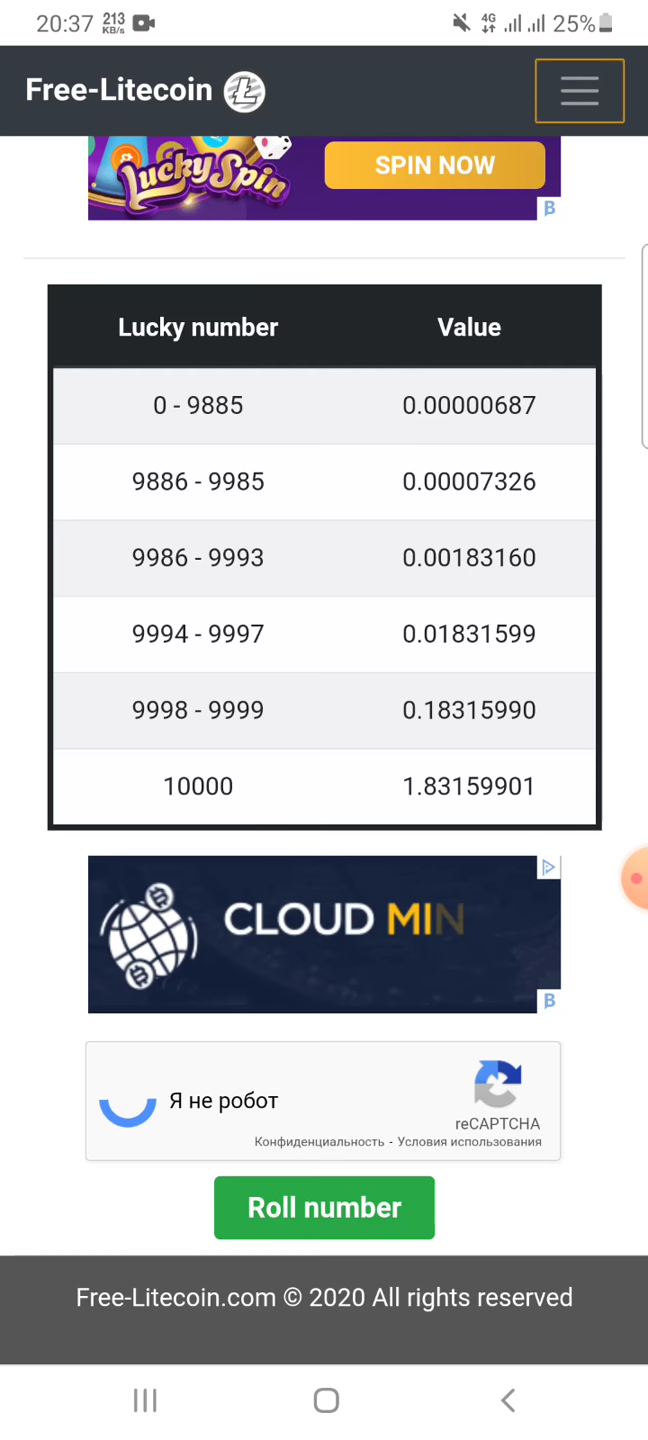 20:37 213 KB/s 4G 25%
Free-Litecoin
LuckySpin SPIN NOW
B
Lucky number Value
0 - 9885 0.00000687
9886 - 9985 0.00007326
9986 - 9993 0.00183160
9994 - 9997 0.01831599
9998 - 9999 0.18315990
10000 1.83159901
CLOUD MIN
B
Я не робот
reCAPTCHA
Конфиденциальность - Условия использования
Roll number
Free-Litecoin.com © 2020 All rights reserved